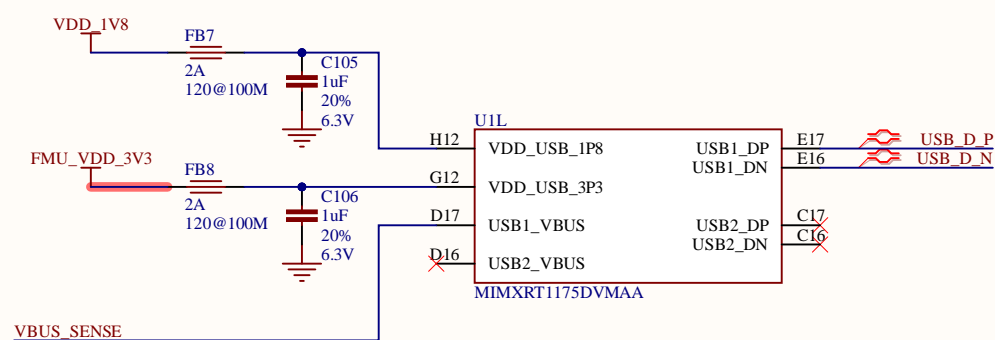 VDD_1V8
FB7
2A
120@100M
C105
1uF
20%
6.3V
FMU_VDD_3V3
FB8
2A
120@100M
C106
1uF
20%
6.3V
U1L
H12 VDD_USB_1P8 USB1_DP E17 USB_D_P
USB1_DN E16 USB_D_N
G12 VDD_USB_3P3
D17 USB1_VBUS USB2_DP C17
USB2_DN C16
D16 USB2_VBUS
MIMXRT1175DVMAA
VBUS_SENSE